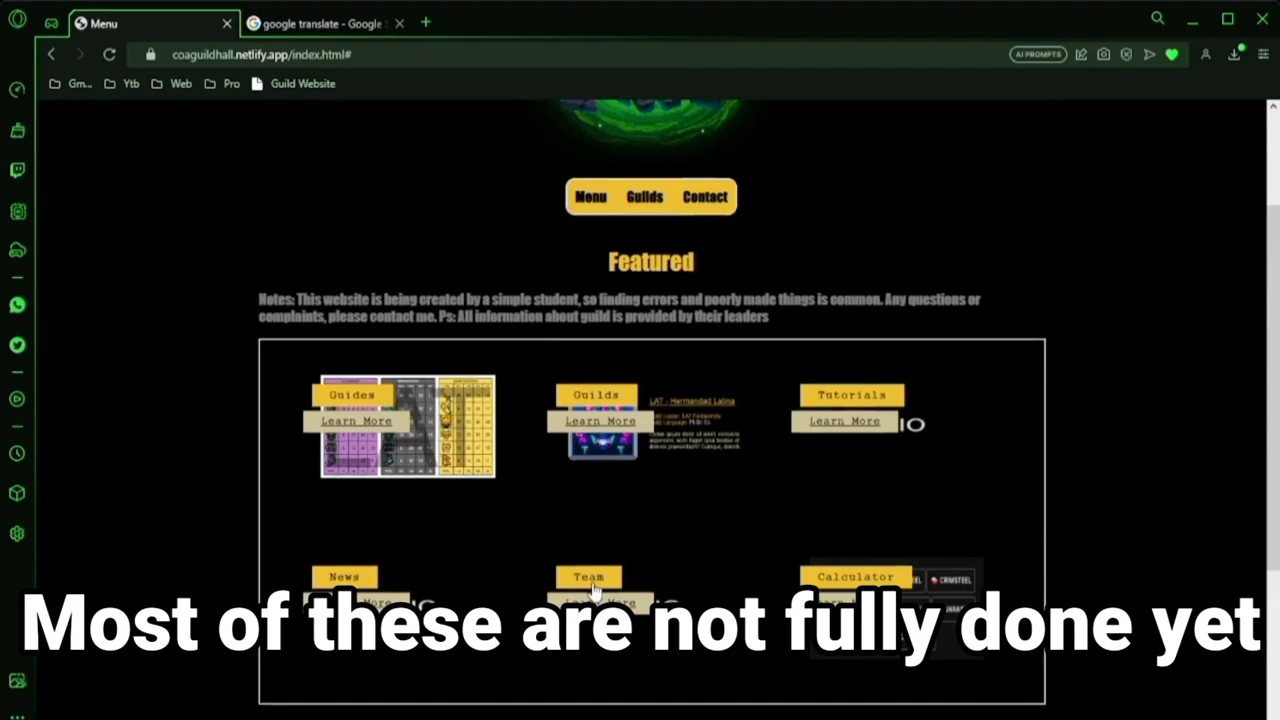 Menu
google translate - Google
coaguildhall.netlify.app/index.html#
AI PROMPTS
Gm...
Ytb
Web
Pro
Guild Website
Menu Guilds Contact
Featured
Notes: This website is being created by a simple student, so finding errors and poorly made things is common. Any questions or
complaints, please contact me. Ps: All information about guild is provided by their leaders
Guides
Learn More
Guilds
Learn More
LAT - Hermandad Latina
Tutorials
Learn More
IO
News
Team
Calculator
CRIMSTEEL
Most of these are not fully done yet